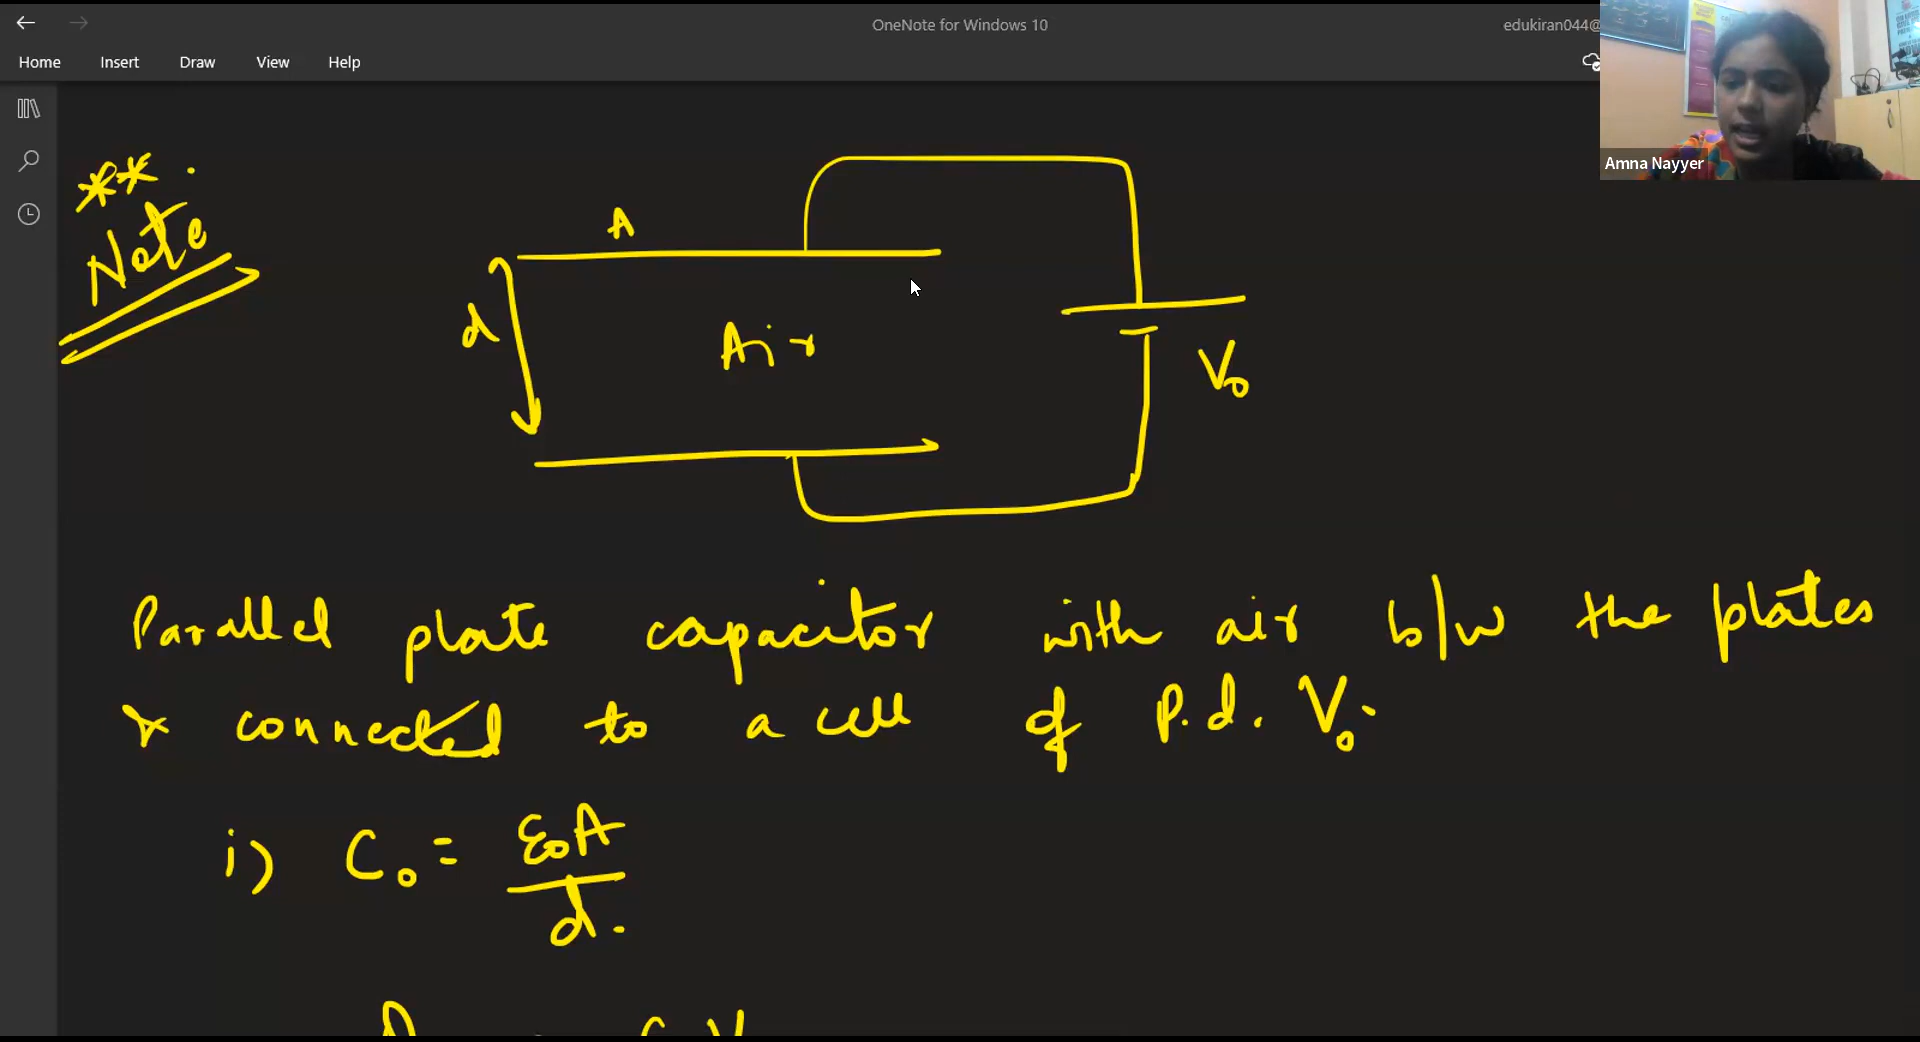 OneNote for Windows 10
edukiran044@
Home Insert Draw View Help
Amna Nayyer
**.
Note
A
d
Air
V₀
Parallel plate capacitor with air b/w the plates
& connected to a cell of P.d. V₀.
i) C₀ = ε₀A
d.